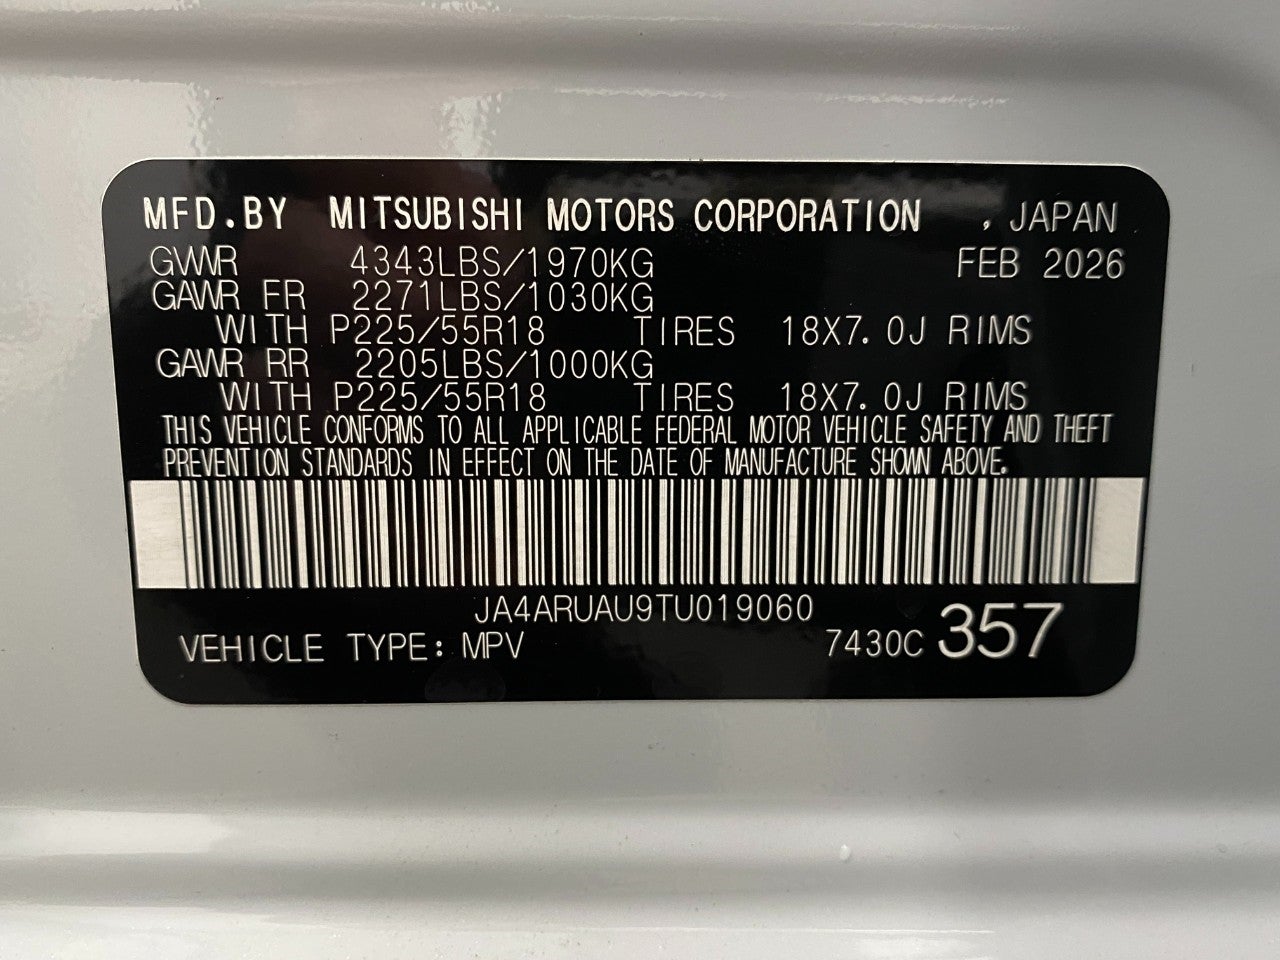 MFD.BY MITSUBISHI MOTORS CORPORATION , JAPAN
GVWR 4343LBS/1970KG FEB 2026
GAWR FR 2271LBS/1030KG
WITH P225/55R18 TIRES 18X7.0J RIMS
GAWR RR 2205LBS/1000KG
WITH P225/55R18 TIRES 18X7.0J RIMS
THIS VEHICLE CONFORMS TO ALL APPLICABLE FEDERAL MOTOR VEHICLE SAFETY AND THEFT
PREVENTION STANDARDS IN EFFECT ON THE DATE OF MANUFACTURE SHOWN ABOVE.
JA4ARUAU9TU019060
VEHICLE TYPE: MPV 7430C 357